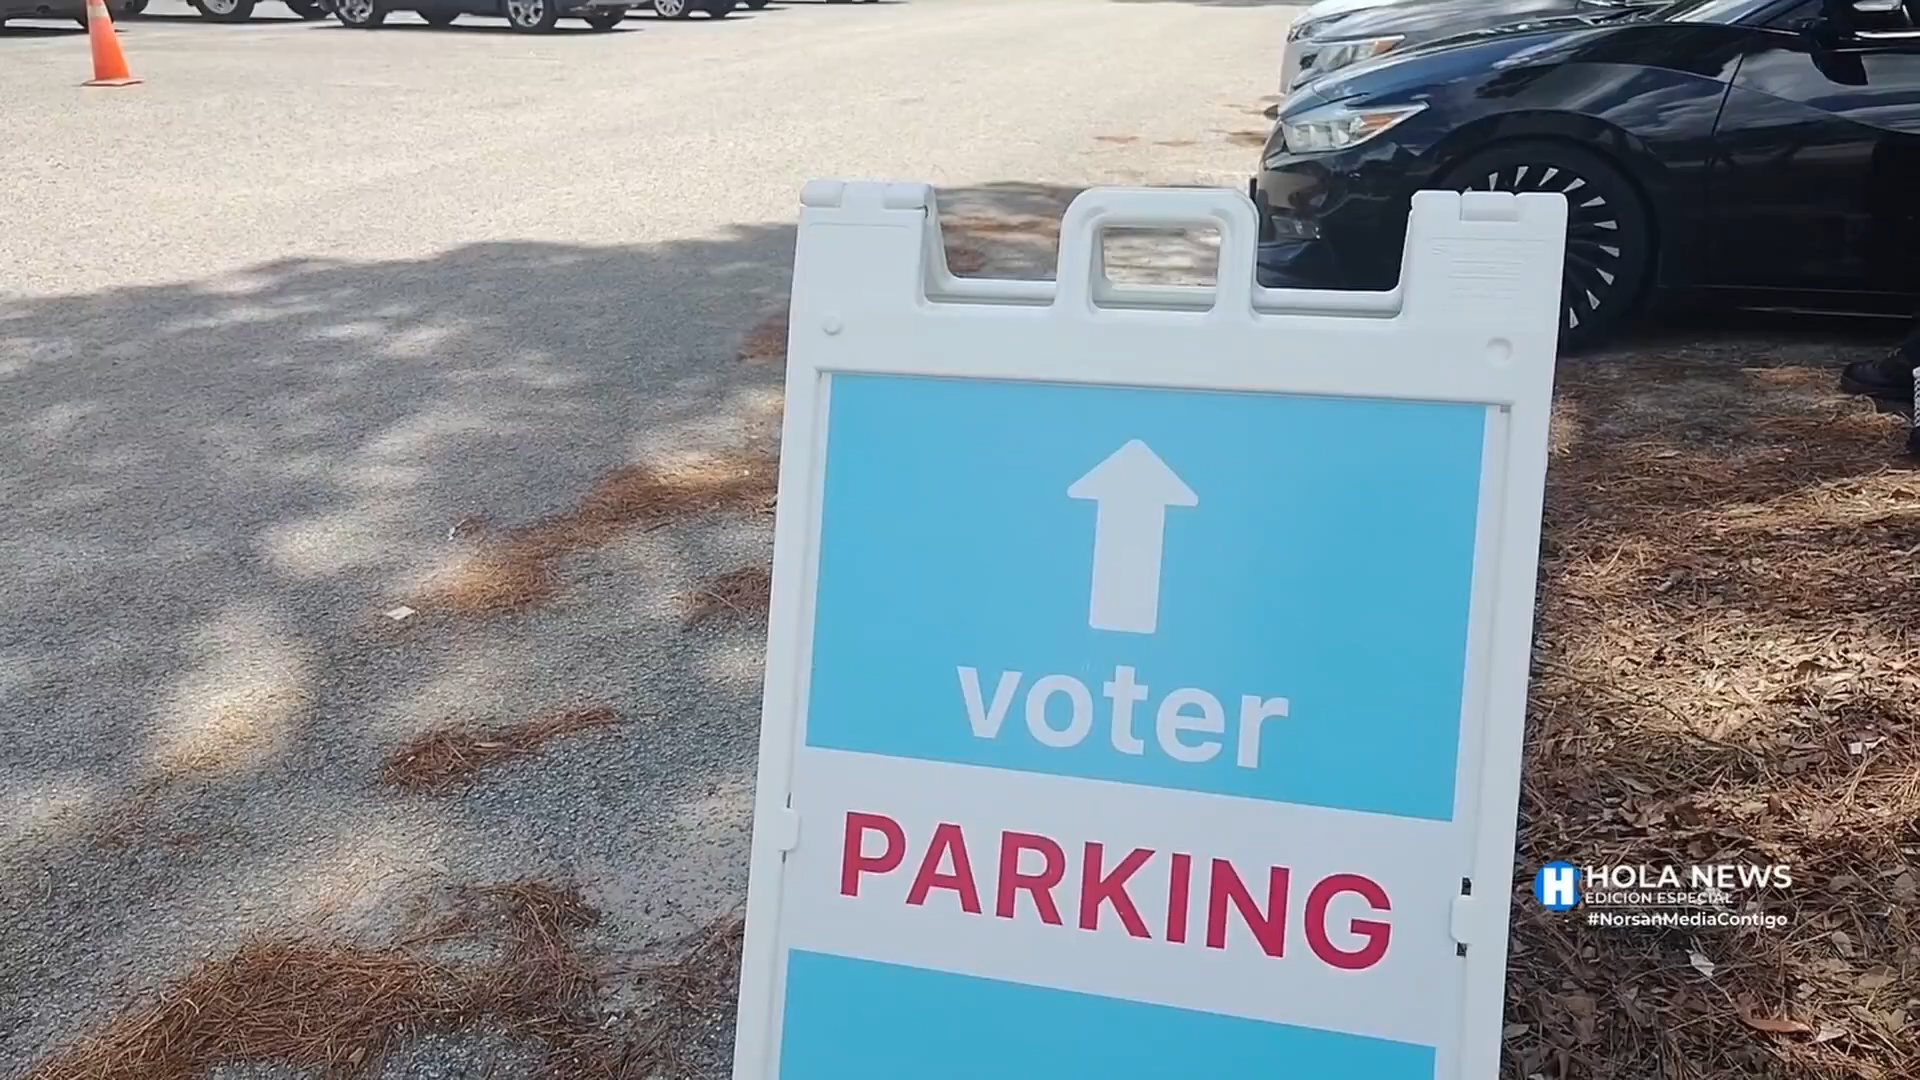 voter
PARKING
H HOLA NEWS
EDICIÓN ESPECIAL
#NorsanMediaContigo